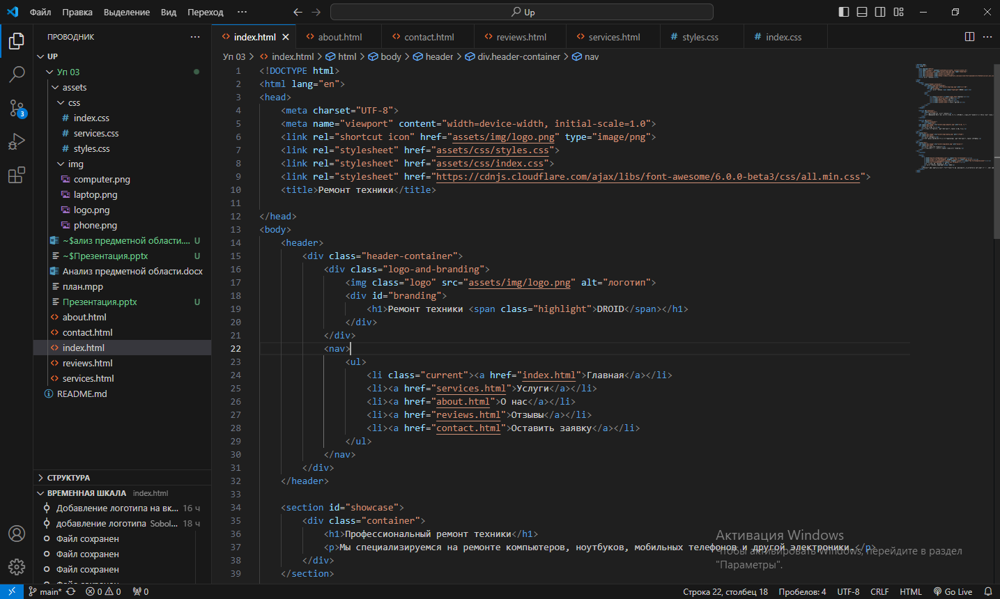 Файл Правка Выделение Вид Переход ··· Up
ПРОВОДНИК ···
UP
Уп 03
assets
css
# index.css
# services.css
# styles.css
img
computer.png
laptop.png
logo.png
phone.png
~$ализ предметной области.... U
~$Презентация.pptx U
Анализ предметной области.docx
план.mpp
Презентация.pptx U
<> about.html
<> contact.html
<> index.html
<> reviews.html
<> services.html
README.md
СТРУКТУРА
ВРЕМЕННАЯ ШКАЛА index.html
Добавление логотипа на вк... 16 ч
добавление логотипа Sobol... 18 ч
Файл сохранен
Файл сохранен
Файл сохранен
Файл сохранен
3
<> index.html <> about.html <> contact.html <> reviews.html <> services.html # styles.css # index.css
Уп 03 > <> index.html > html > body > header > div.header-container > nav
1 <!DOCTYPE html>
2 <html lang="en">
3 <head>
4 <meta charset="UTF-8">
5 <meta name="viewport" content="width=device-width, initial-scale=1.0">
6 <link rel="shortcut icon" href="assets/img/logo.png" type="image/png">
7 <link rel="stylesheet" href="assets/css/styles.css">
8 <link rel="stylesheet" href="assets/css/index.css">
9 <link rel="stylesheet" href="https://cdnjs.cloudflare.com/ajax/libs/font-awesome/6.0.0-beta3/css/all.min.css">
10 <title>Ремонт техники</title>
11
12 </head>
13 <body>
14 <header>
15 <div class="header-container">
16 <div class="logo-and-branding">
17 <img class="logo" src="assets/img/logo.png" alt="логотип">
18 <div id="branding">
19 <h1>Ремонт техники <span class="highlight">DROID</span></h1>
20 </div>
21 </div>
22 <nav>
23 <ul>
24 <li class="current"><a href="index.html">Главная</a></li>
25 <li><a href="services.html">Услуги</a></li>
26 <li><a href="about.html">О нас</a></li>
27 <li><a href="reviews.html">Отзывы</a></li>
28 <li><a href="contact.html">Оставить заявку</a></li>
29 </ul>
30 </nav>
31 </div>
32 </header>
33
34 <section id="showcase">
35 <div class="container">
36 <h1>Профессиональный ремонт техники</h1>
37 <p>Мы специализируемся на ремонте компьютеров, ноутбуков, мобильных телефонов и другой электроники.</p>
38 </div>
39 </section>
Активация Windows
Чтобы активировать Windows, перейдите в раздел
"Параметры".
main* 0 0 0 Строка 22, столбец 18 Пробелов: 4 UTF-8 CRLF HTML Go Live